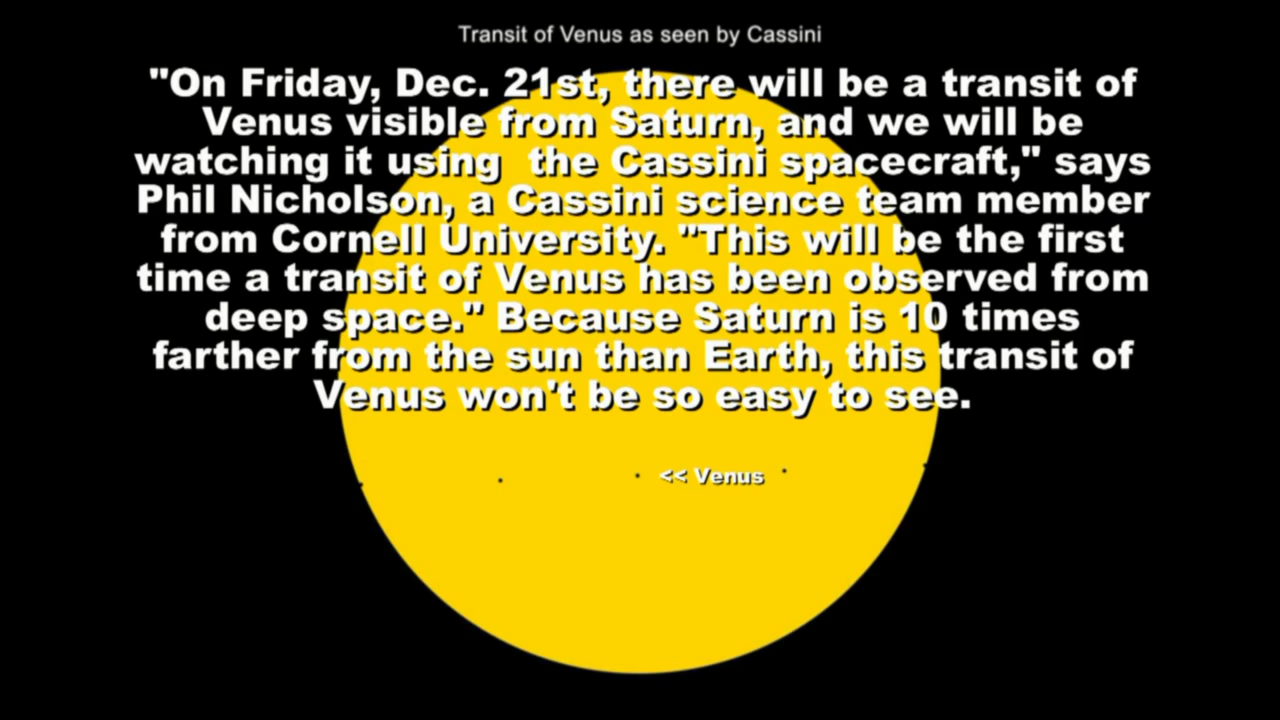 Transit of Venus as seen by Cassini
"On Friday, Dec. 21st, there will be a transit of
Venus visible from Saturn, and we will be
watching it using  the Cassini spacecraft," says
Phil Nicholson, a Cassini science team member
from Cornell University. "This will be the first
time a transit of Venus has been observed from
deep space." Because Saturn is 10 times
farther from the sun than Earth, this transit of
Venus won't be so easy to see.
<< Venus